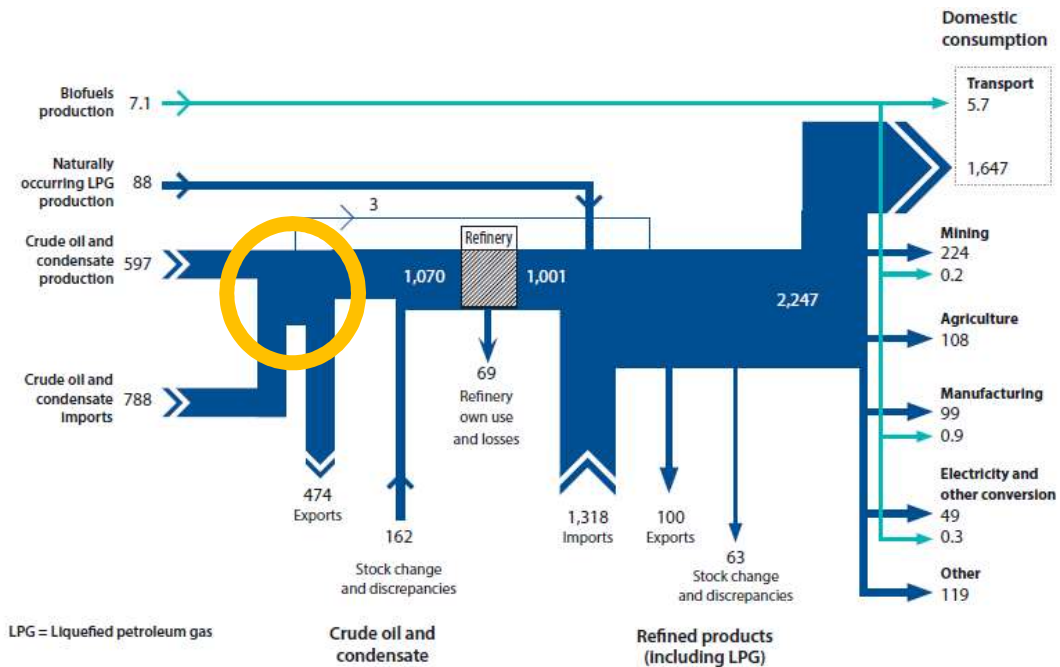 Domestic
consumption
Biofuels
production
7.1
Transport
5.7
1,647
Naturally
occurring LPG
production
88
3
Crude oil and
condensate
production
597
Refinery
1,070
1,001
2,247
Mining
224
0.2
Agriculture
108
Crude oil and
condensate
imports
788
69
Refinery
own use
and losses
Manufacturing
99
0.9
474
Exports
162
Stock change
and discrepancies
1,318
Imports
100
Exports
63
Stock change
and discrepancies
Electricity and
other conversion
49
0.3
Other
119
LPG = Liquefied petroleum gas
Crude oil and
condensate
Refined products
(including LPG)